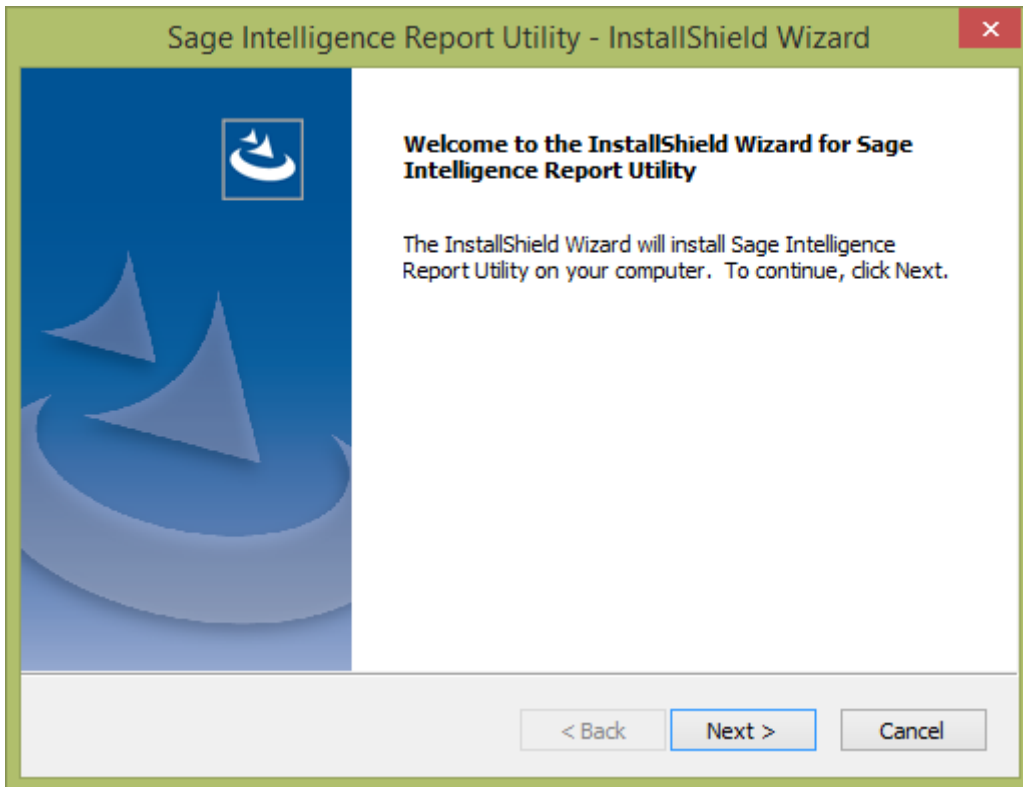 Sage Intelligence Report Utility - InstallShield Wizard
Welcome to the InstallShield Wizard for Sage
Intelligence Report Utility
The InstallShield Wizard will install Sage Intelligence
Report Utility on your computer.  To continue, click Next.
< Back
Next >
Cancel